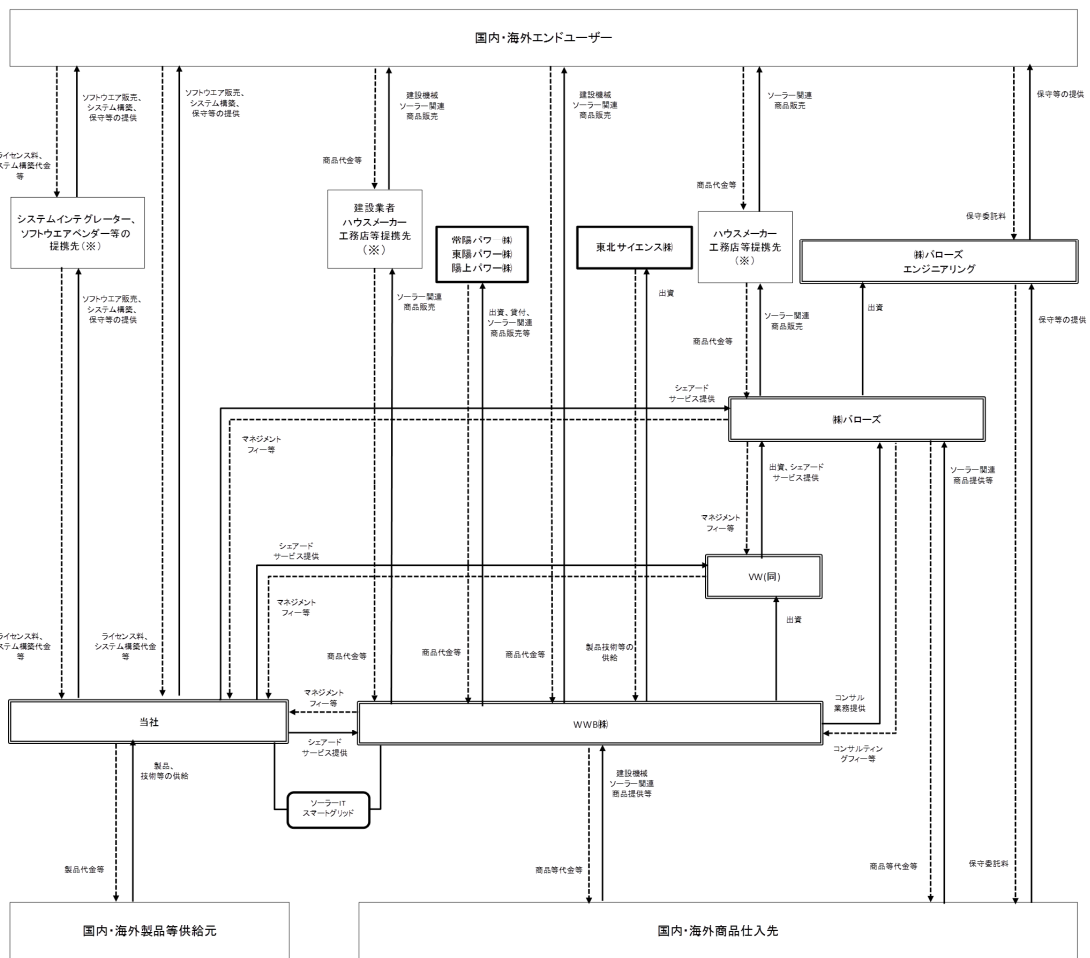 国内・海外エンドユーザー
ソフトウエア販売、
システム構築、
保守等の提供
ソフトウエア販売、
システム構築、
保守等の提供
建設機械
ソーラー関連
商品販売
建設機械
ソーラー関連
商品販売
ソーラー関連
商品販売
保守等の提供
ライセンス料、
ステム構築代金
等
商品代金等
商品代金等
システムインテグレーター、
ソフトウエアベンダー等の
提携先(※)
建設業者
ハウスメーカー
工務店等提携先
(※)
常陽パワー㈱
東陽パワー㈱
陽上パワー㈱
東北サイエンス㈱
ハウスメーカー
工務店等提携先
(※)
保守委託料
㈱バローズ
エンジニアリング
ソフトウエア販売、
システム構築、
保守等の提供
ソーラー関連
商品販売
出資、貸付、
ソーラー関連
商品販売等
出資
ソーラー関連
商品販売
出資
保守等の提供
商品代金等
シェアード
サービス提供
㈱バローズ
マネジメント
フィー等
出資、シェアード
サービス提供
ソーラー関連
商品提供等
マネジメント
フィー等
シェアード
サービス提供
VW(同)
マネジメント
フィー等
出資
ライセンス料、
ステム構築代金
等
ライセンス料、
システム構築代金
等
商品代金等
商品代金等
商品代金等
製品技術等の
供給
マネジメント
フィー等
コンサル
業務提供
当社
WWB㈱
シェアード
サービス提供
コンサルティン
グフィー等
製品、
技術等の供給
建設機械
ソーラー関連
商品提供等
ソーラーIT
スマートグリッド
製品代金等
商品等代金等
商品等代金等
保守委託料
国内・海外製品等供給元
国内・海外商品仕入先